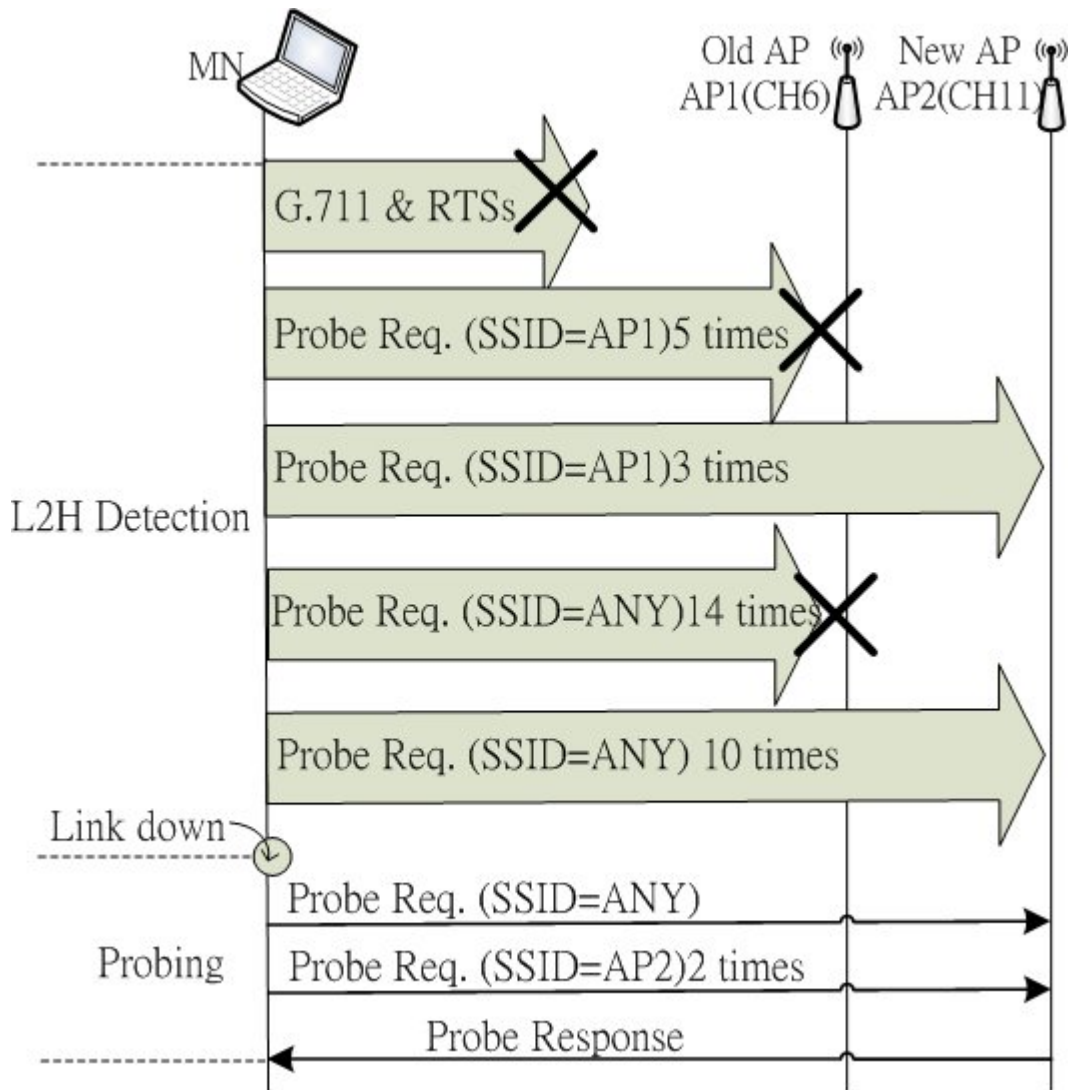 MN
Old AP
AP1(CH6)
New AP
AP2(CH11)
G.711 & RTSs
Probe Req. (SSID=AP1)5 times
Probe Req. (SSID=AP1)3 times
L2H Detection
Probe Req. (SSID=ANY)14 times
Probe Req. (SSID=ANY) 10 times
Link down
Probe Req. (SSID=ANY)
Probing
Probe Req. (SSID=AP2)2 times
Probe Response